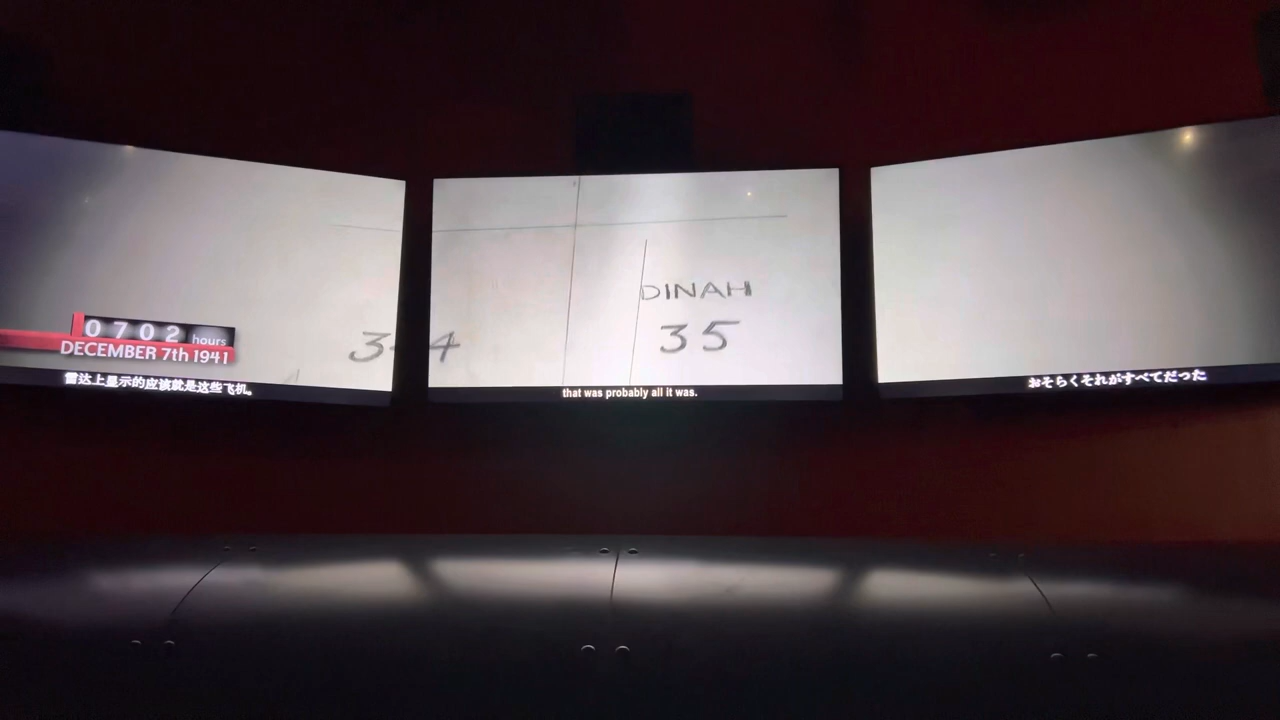 0702 hours
DECEMBER 7th 1941
雷达上显示的应该就是这些飞机。
34
DINAH
35
that was probably all it was.
おそらくそれがすべてだった